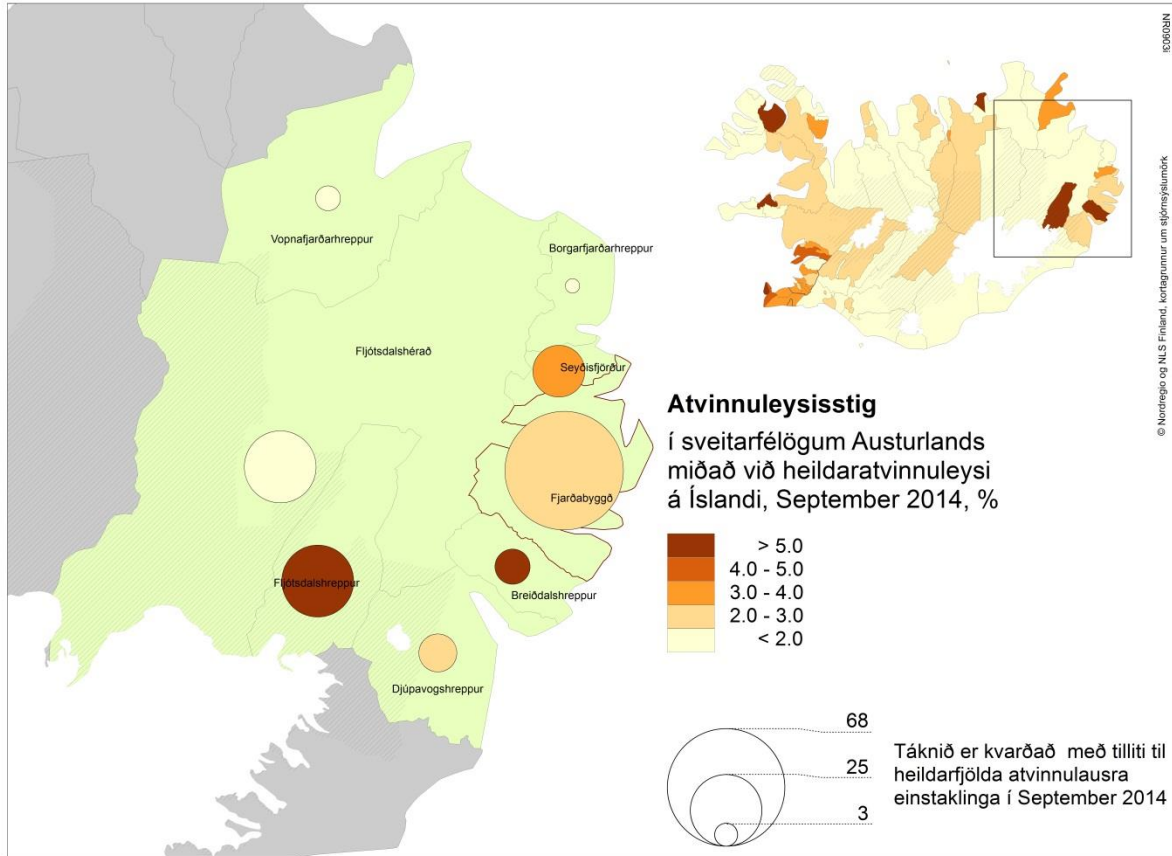 Vopnafjarðarhreppur
Borgarfjarðarhreppur
Fljótsdalshérað
Seyðisfjörður
Fjarðabyggð
Fljótsdalshreppur
Breiðdalshreppur
Djúpavogshreppur
NR0903i
© Nordregio og NLS Finland, kortagrunnur um stjórnsýslumörk
Atvinnuleysisstig
í sveitarfélögum Austurlands
miðað við heildaratvinnuleysi
á Íslandi, September 2014, %
> 5.0
4.0 - 5.0
3.0 - 4.0
2.0 - 3.0
< 2.0
68
25
3
Táknið er kvarðað með tilliti til
heildarfjölda atvinnulausra
einstaklinga í September 2014